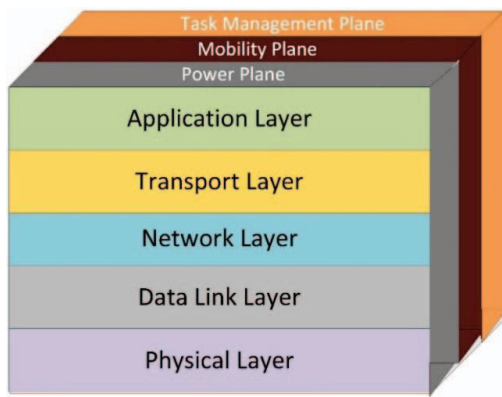 Task Management Plane
Mobility Plane
Power Plane
Application Layer
Transport Layer
Network Layer
Data Link Layer
Physical Layer